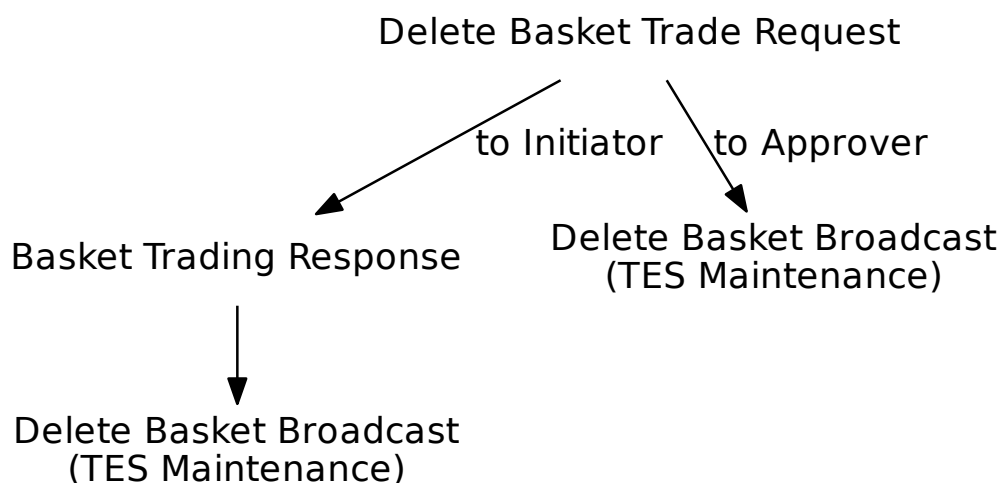 Delete Basket Trade Request
to Initiator
to Approver
Basket Trading Response
Delete Basket Broadcast
(TES Maintenance)
Delete Basket Broadcast
(TES Maintenance)